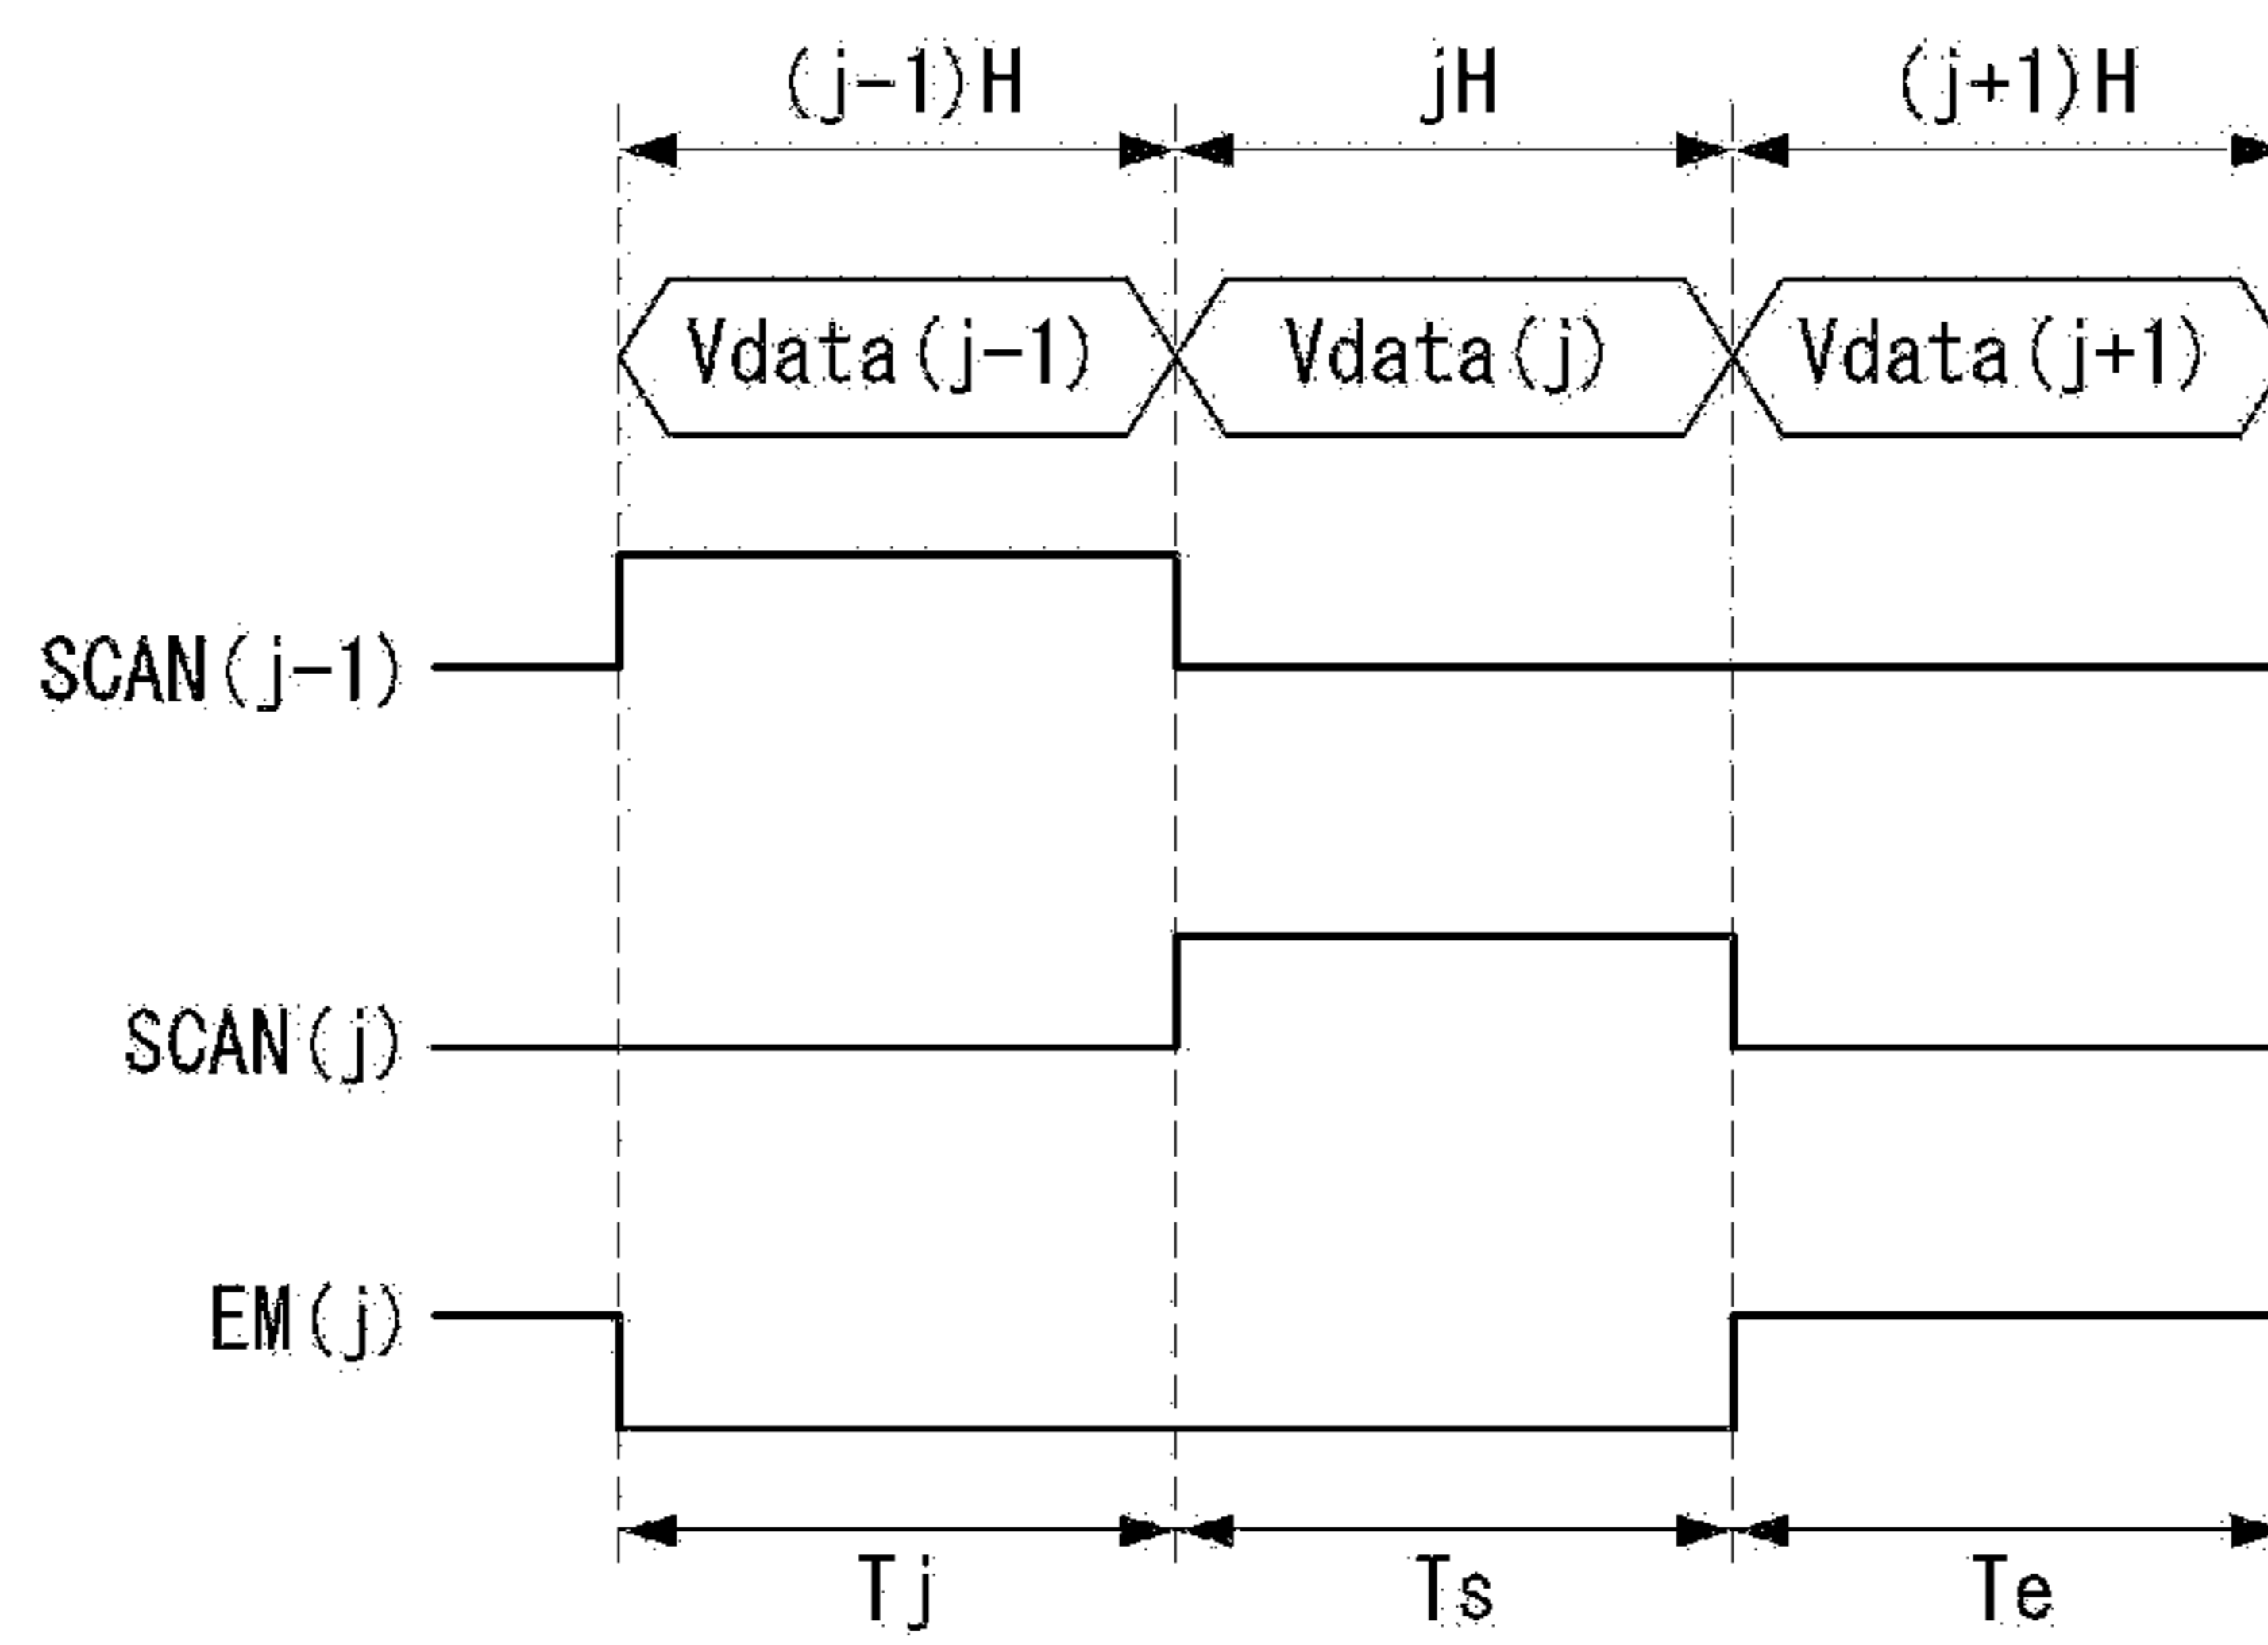 (j-1)H jH (j+1)H
Vdata(j-1) Vdata(j) Vdata(j+1)
SCAN(j-1)
SCAN(j)
EM(j)
Tj Ts Te